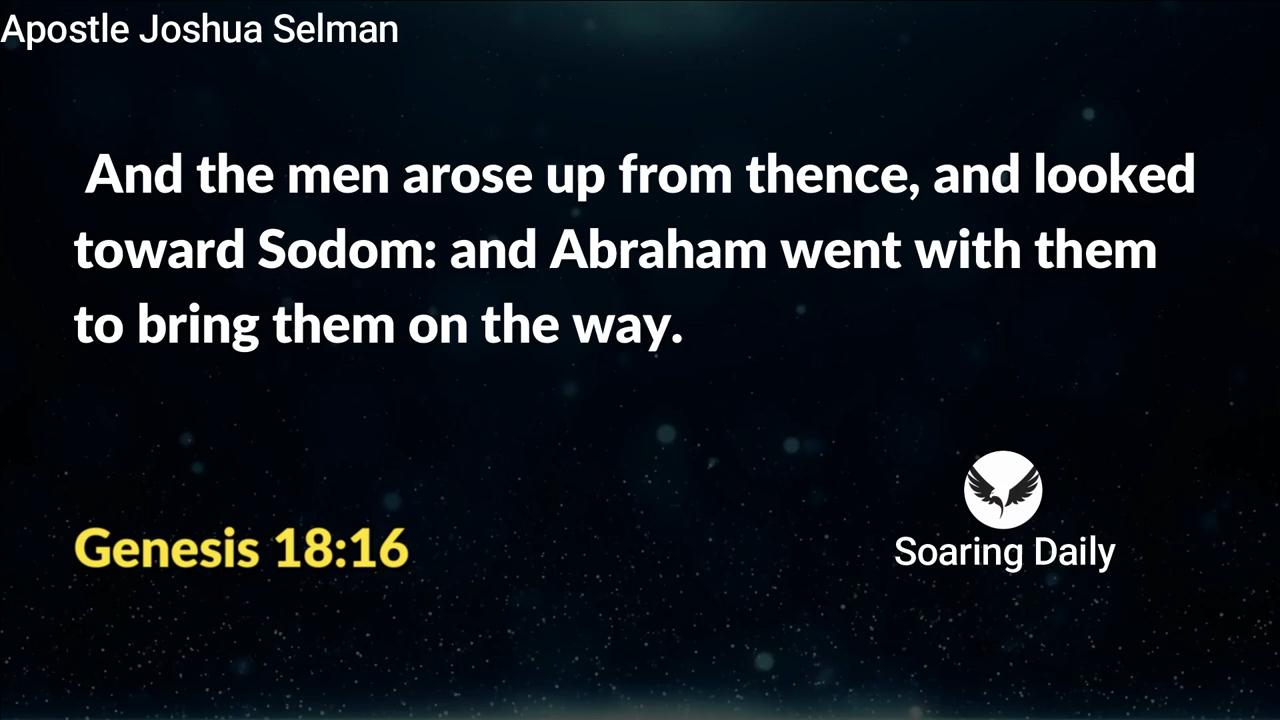 Apostle Joshua Selman
And the men arose up from thence, and looked
toward Sodom: and Abraham went with them
to bring them on the way.
Genesis 18:16
Soaring Daily